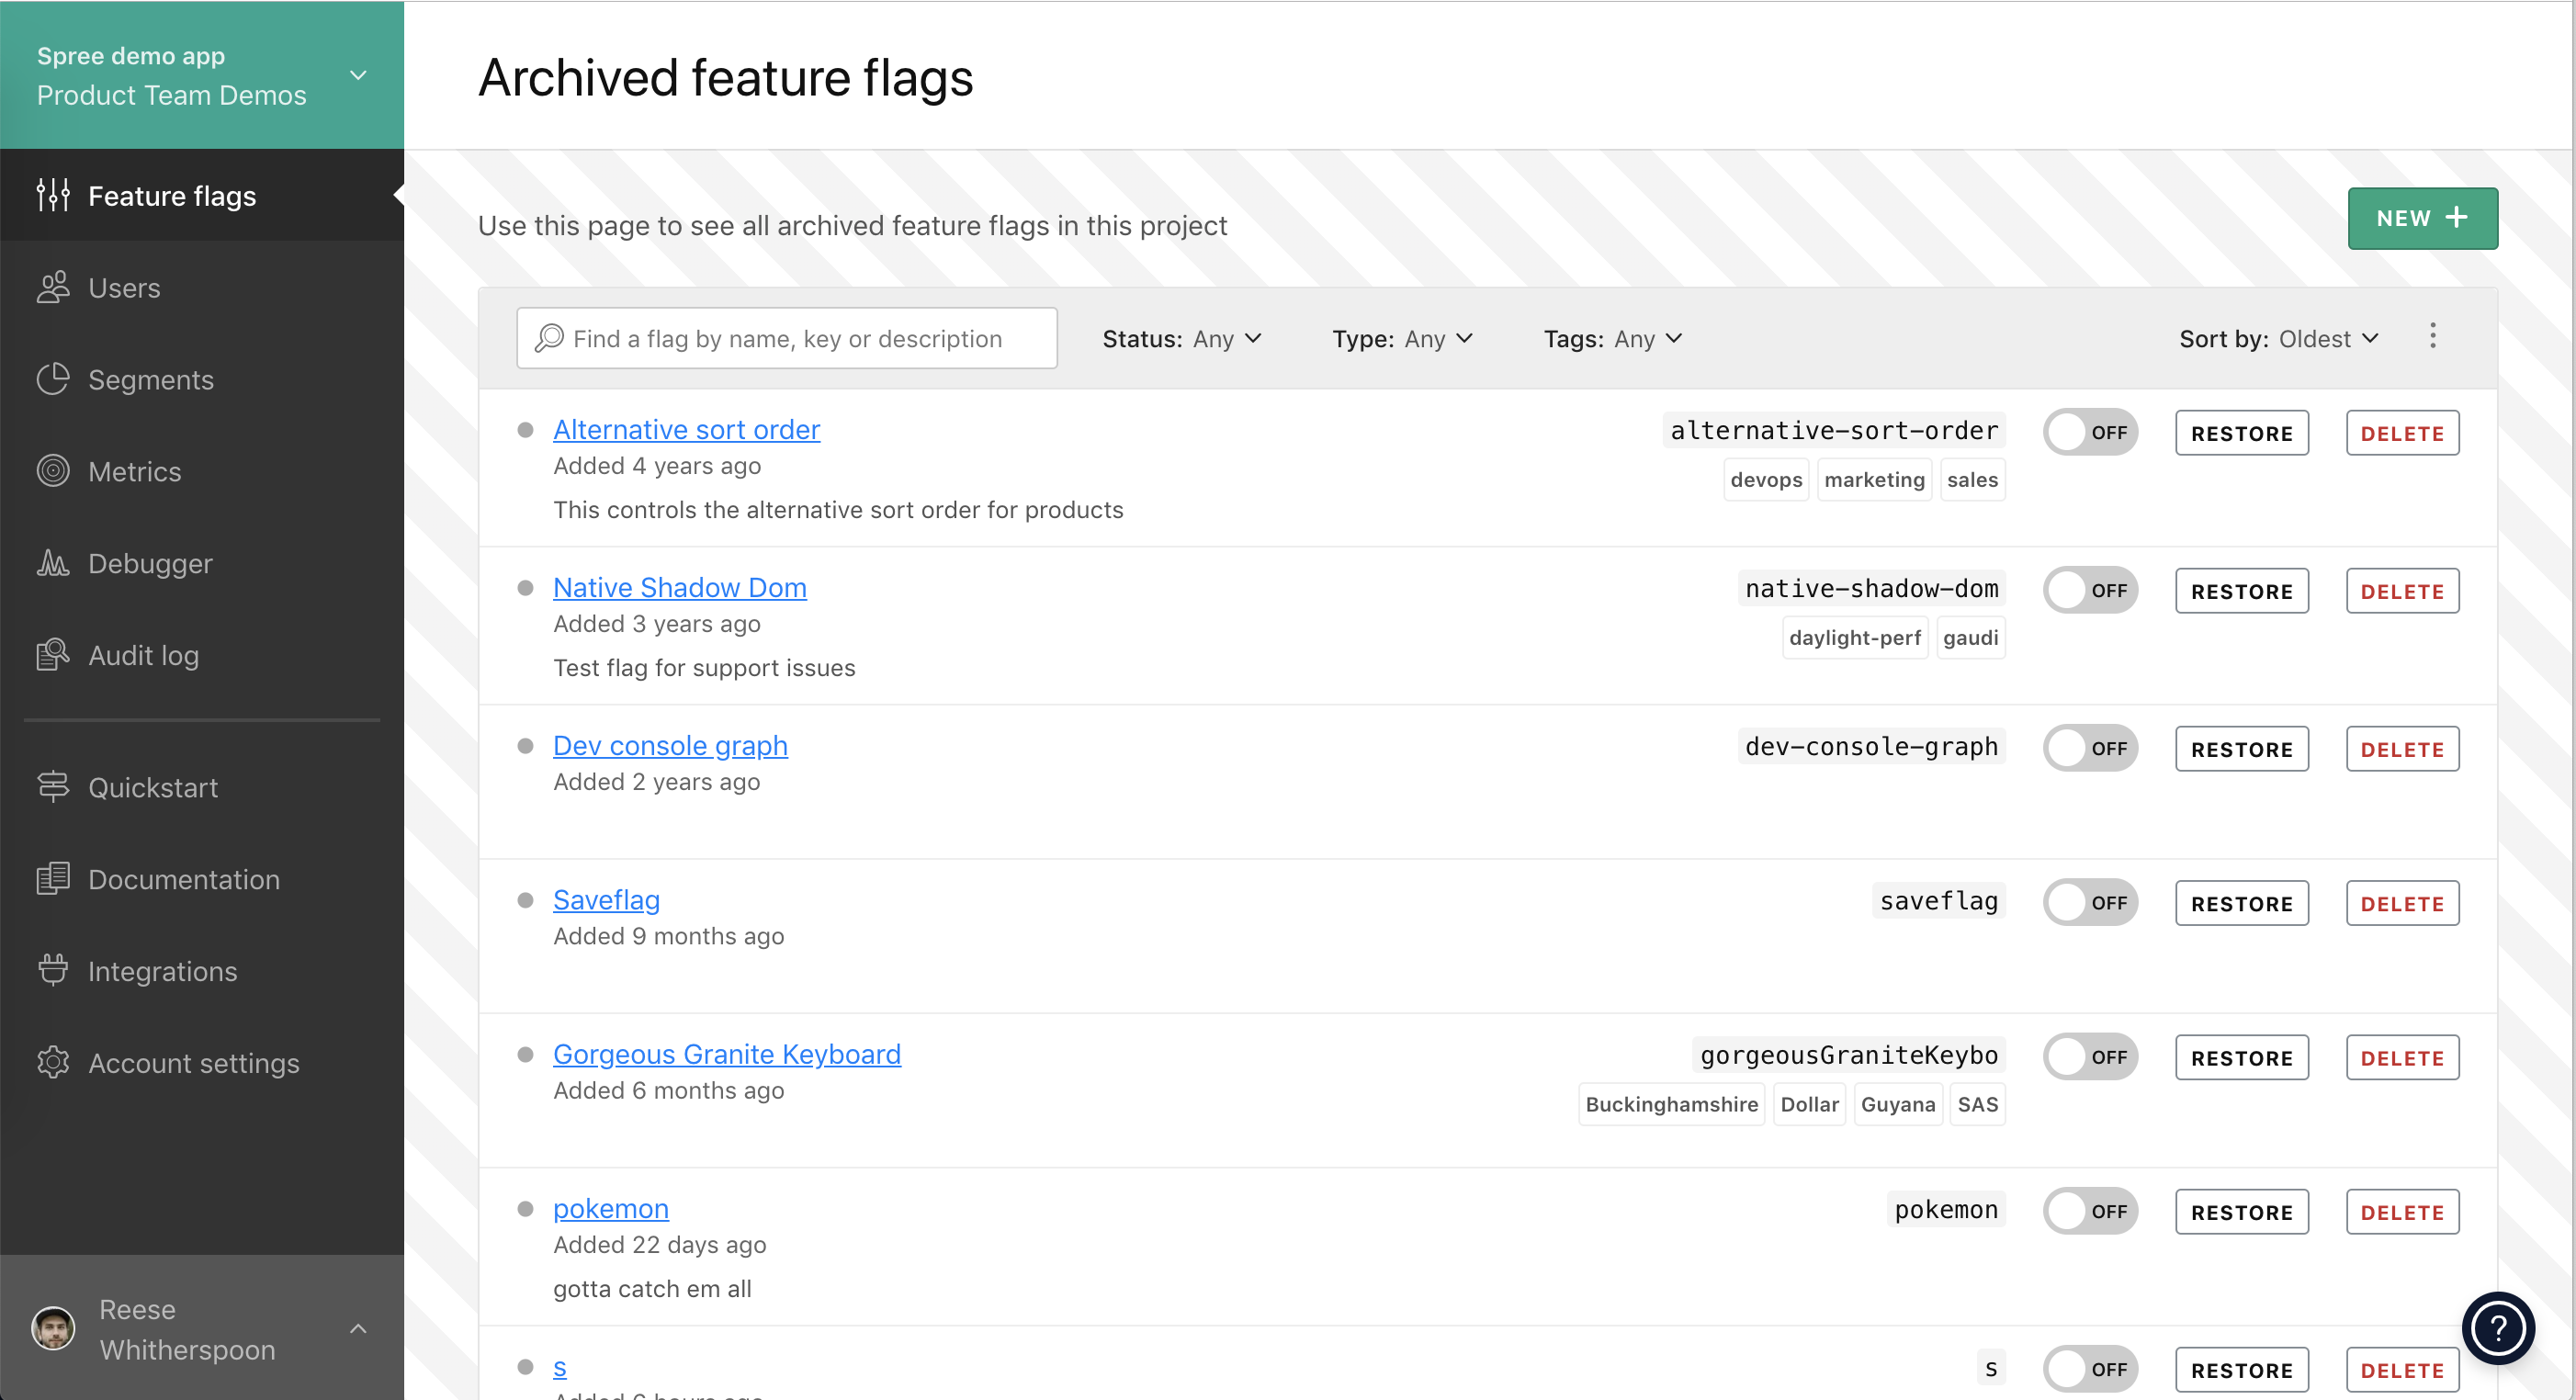 Spree demo app
Product Team Demos
Feature flags
Users
Segments
Metrics
Debugger
Audit log
Quickstart
Documentation
Integrations
Account settings
Reese
Whitherspoon
Archived feature flags
Use this page to see all archived feature flags in this project
NEW +
Find a flag by name, key or description
Status: Any
Type: Any
Tags: Any
Sort by: Oldest
Alternative sort order
Added 4 years ago
This controls the alternative sort order for products
alternative-sort-order
devops marketing sales
OFF
RESTORE
DELETE
Native Shadow Dom
Added 3 years ago
Test flag for support issues
native-shadow-dom
daylight-perf gaudi
OFF
RESTORE
DELETE
Dev console graph
Added 2 years ago
dev-console-graph
OFF
RESTORE
DELETE
Saveflag
Added 9 months ago
saveflag
OFF
RESTORE
DELETE
Gorgeous Granite Keyboard
Added 6 months ago
gorgeousGraniteKeybo
Buckinghamshire Dollar Guyana SAS
OFF
RESTORE
DELETE
pokemon
Added 22 days ago
gotta catch em all
pokemon
OFF
RESTORE
DELETE
s
Added 6 hours ago
s
OFF
RESTORE
DELETE
?